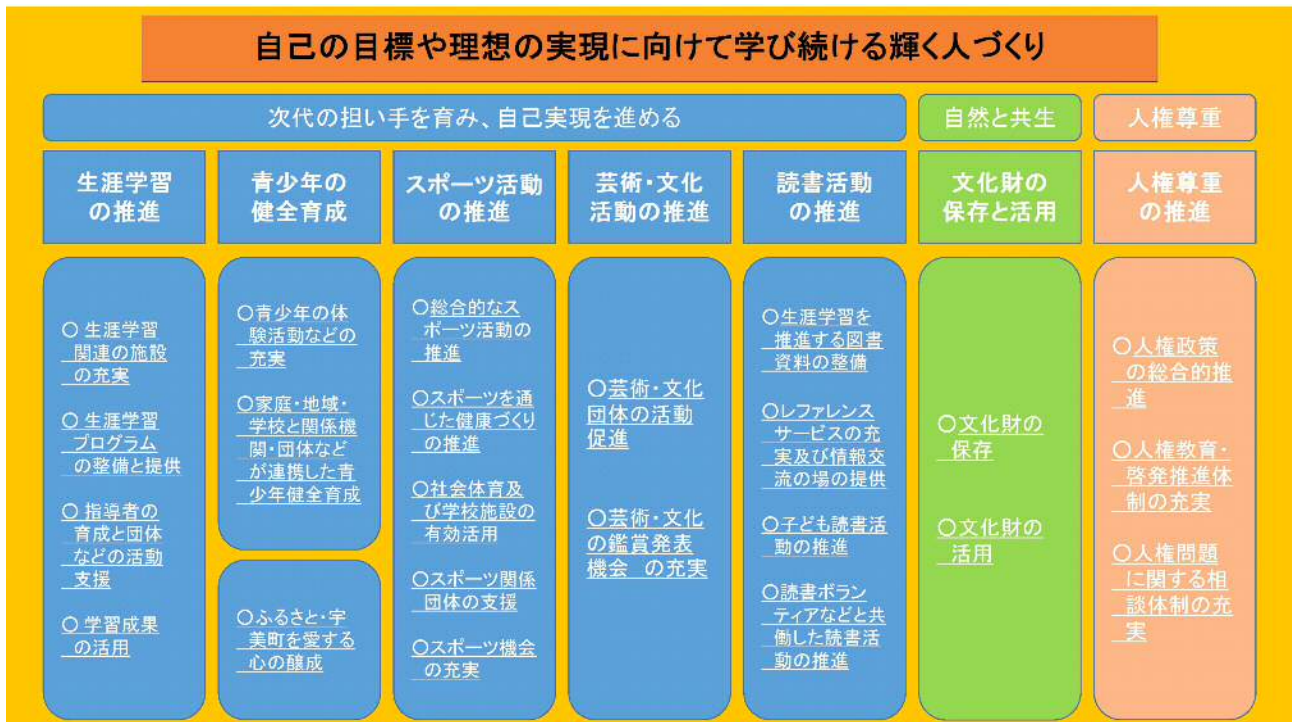 自己の目標や理想の実現に向けて学び続ける輝く人づくり
次代の担い手を育み、自己実現を進める
自然と共生
人権尊重
生涯学習
の推進
青少年の
健全育成
スポーツ活動
の推進
芸術・文化
活動の推進
読書活動
の推進
文化財の
保存と活用
人権尊重
の推進
○ 生涯学習
関連の施設
の充実
○ 生涯学習
プログラム
の整備と提供
○ 指導者の
育成と団体
などの活動
支援
○ 学習成果
の活用
○青少年の体
験活動などの
充実
○家庭・地域・
学校と関係機
関・団体など
が連携した青
少年健全育成
○ふるさと・宇
美町を愛する
心の醸成
○総合的なス
ポーツ活動の
推進
○スポーツを通
じた健康づくり
の推進
○社会体育及
び学校施設の
有効活用
○スポーツ関係
団体の支援
○スポーツ機会
の充実
○芸術・文化
団体の活動
促進
○芸術・文化
の鑑賞発表
機会 の充実
○生涯学習を
推進する図書
資料の整備
○レファレンス
サービスの充
実及び情報交
流の場の提供
○子ども読書活
動の推進
○読書ボラン
ティアなどと共
働した読書活
動の推進
○文化財の
保存
○文化財の
活用
○人権政策
の総合的推
進
○人権教育・
啓発推進体
制の充実
○人権問題
に関する相
談体制の充
実